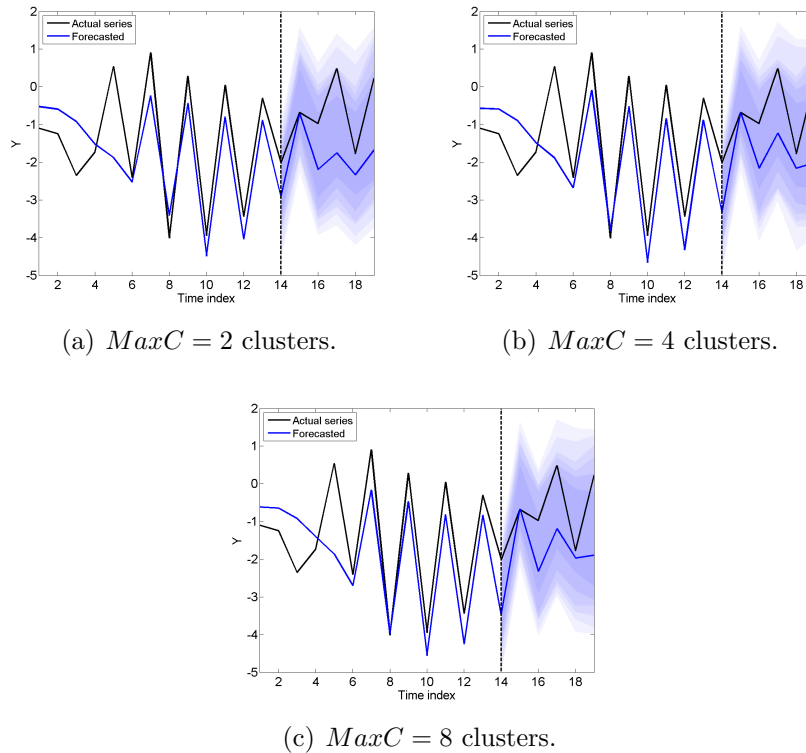 2
1
0
-1
-2
-3
-4
-5
Y
Actual series
Forecasted
2 4 6 8 10 12 14 16 18
Time index
(a) MaxC = 2 clusters.
2
1
0
-1
-2
-3
-4
-5
Y
Actual series
Forecasted
2 4 6 8 10 12 14 16 18
Time index
(b) MaxC = 4 clusters.
2
1
0
-1
-2
-3
-4
-5
Y
Actual series
Forecasted
2 4 6 8 10 12 14 16 18
Time index
(c) MaxC = 8 clusters.